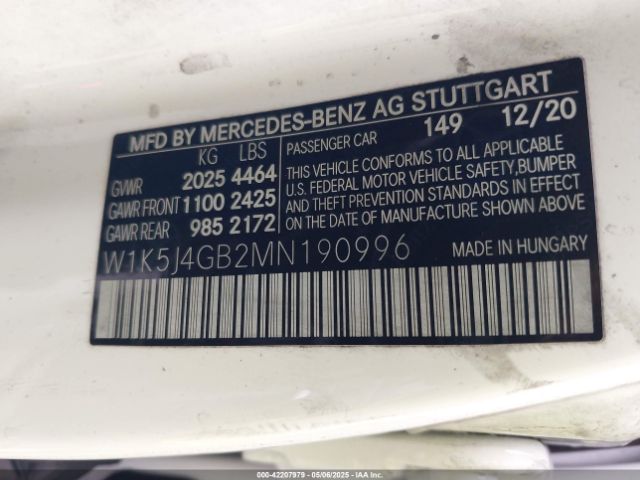 MFD BY MERCEDES-BENZ AG STUTTGART
KG LBS
GVWR 2025 4464
GAWR FRONT 1100 2425
GAWR REAR 985 2172
PASSENGER CAR 149 12/20
THIS VEHICLE CONFORMS TO ALL APPLICABLE
U.S. FEDERAL MOTOR VEHICLE SAFETY, BUMPER
AND THEFT PREVENTION STANDARDS IN EFFECT
ON THE DATE OF MANUFACTURE SHOWN ABOVE
W1K5J4GB2MN190996
MADE IN HUNGARY
000-42207979 05/06/2025 IAA Inc. All Rights Reserved